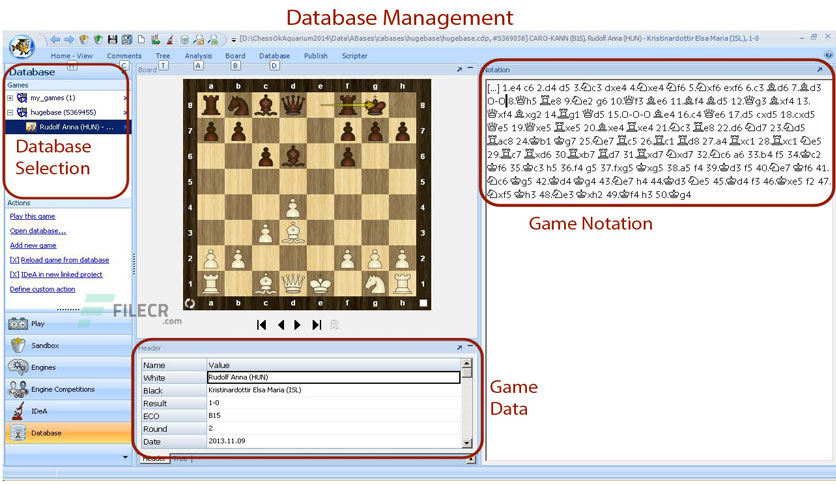 Database Management
[D:\ChessOkAquarium2014\Data\ABases\cabases\hugebase\hugebase.cdp, #5369038] CARO-KANN (B15), Rudolf Anna (HUN) - Kristinardottir Elsa Maria (ISL), 1-0
Home - View Comments Tree Analysis Board Database Publish Scripter
H C T A B D
Database
Games
my_games (1)
hugebase (5369455)
Rudolf Anna (HUN) - ...
Database
Selection
Actions
Play this game
Open database...
Add new game
[X] Reload game from database
[X] IDeA in new linked project
Define custom action
FILECR
.com
Play
Sandbox
Engines
Engine Competitions
IDeA
Database
Board
a b c d e f g h
8 8
7 7
6 6
5 5
4 4
3 3
2 2
1 1
a b c d e f g h
R
Header
Name Value
White Rudolf Anna (HUN)
Black Kristinardottir Elsa Maria (ISL)
Result 1-0
ECO B15
Round 2
Date 2013.11.09
Header Tree
Game
Data
Notation
[...] 1.e4 c6 2.d4 d5 3.♘c3 dxe4 4.♘xe4 ♘f6 5.♘xf6 exf6 6.c3 ♗d6 7.♗d3
O-O 8.♕h5 ♖e8 9.♘e2 g6 10.♕f3 ♗e6 11.♗f4 ♗d5 12.♕g3 ♗xf4 13.
♕xf4 ♗xg2 14.♖g1 ♕d5 15.O-O-O ♗e4 16.c4 ♕e6 17.d5 cxd5 18.cxd5
♕e5 19.♕xe5 ♖xe5 20.♗xe4 ♖xe4 21.♘c3 ♖e8 22.d6 ♘d7 23.♘d5
♖ac8 24.♔b1 ♔g7 25.♘e7 ♖c5 26.♖c1 ♖d8 27.a4 ♖xc1 28.♖xc1 ♘e5
29.♖c7 ♖xd6 30.♖xb7 ♖d7 31.♖xd7 ♘xd7 32.♘c6 a6 33.b4 f5 34.♔c2
♔f6 35.♔c3 h5 36.f4 g5 37.fxg5 ♔xg5 38.a5 f4 39.♔d3 f5 40.♘e7 ♔f6 41.
♘c6 ♔g5 42.♔d4 ♔g4 43.♘e7 h4 44.♔d3 ♘e5 45.♔d4 f3 46.♔xe5 f2 47.
♘xf5 ♔h3 48.♘e3 ♔xh2 49.♔f4 h3 50.♔g4
Game Notation